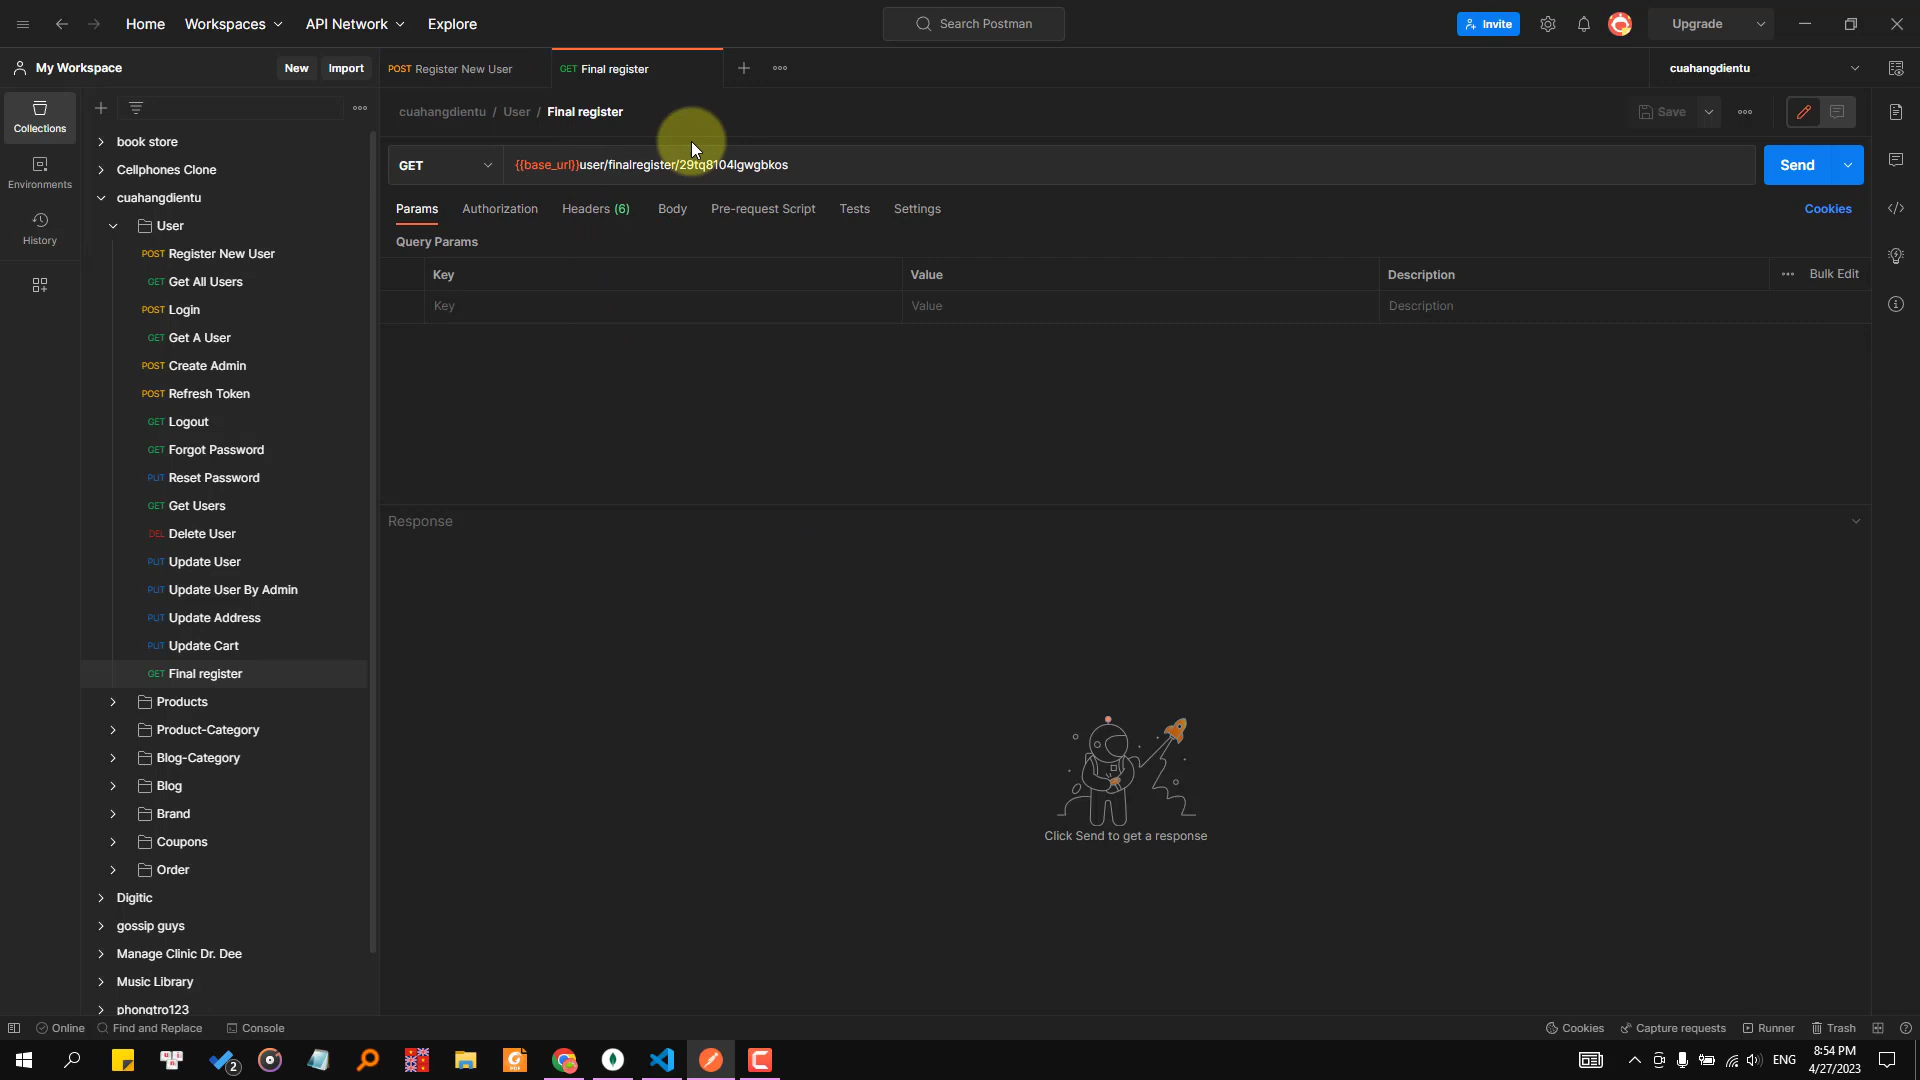 Home
Workspaces
API Network
Explore
Search Postman
Invite
Upgrade
My Workspace
New
Import
POST Register New User
GET Final register
cuahangdientu
Collections
Environments
History
book store
Cellphones Clone
cuahangdientu
User
POST Register New User
GET Get All Users
POST Login
GET Get A User
POST Create Admin
POST Refresh Token
GET Logout
GET Forgot Password
PUT Reset Password
GET Get Users
DEL Delete User
PUT Update User
PUT Update User By Admin
PUT Update Address
PUT Update Cart
GET Final register
Products
Product-Category
Blog-Category
Blog
Brand
Coupons
Order
Digitic
gossip guys
Manage Clinic Dr. Dee
Music Library
phongtro123
cuahangdientu / User / Final register
Save
GET
{{base_url}}user/finalregister/29tq8104lgwgbkos
Send
Params
Authorization
Headers (6)
Body
Pre-request Script
Tests
Settings
Cookies
Query Params
Key
Value
Description
Bulk Edit
Key
Value
Description
Response
Click Send to get a response
Online
Find and Replace
Console
Cookies
Capture requests
Runner
Trash
2
ENG
8:54 PM
4/27/2023